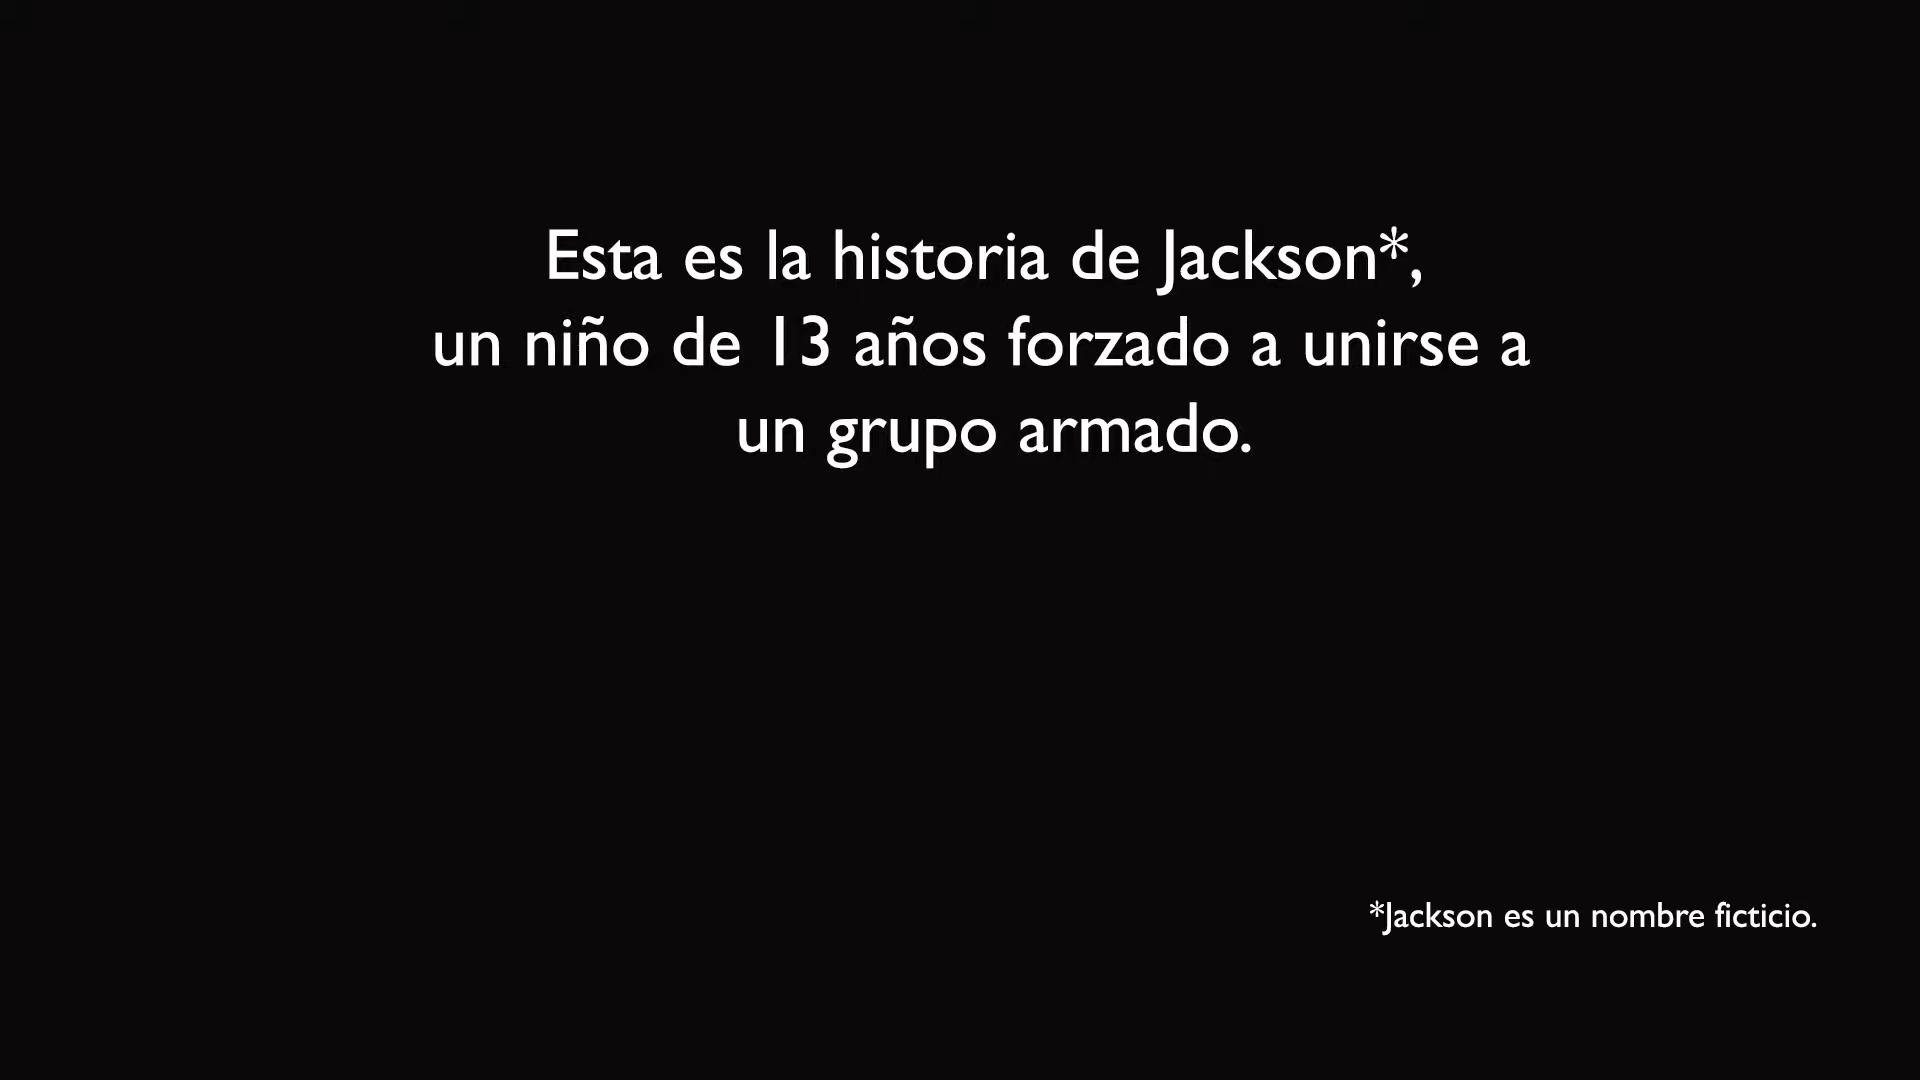 Esta es la historia de Jackson*,
un niño de 13 años forzado a unirse a
un grupo armado.
*Jackson es un nombre ficticio.